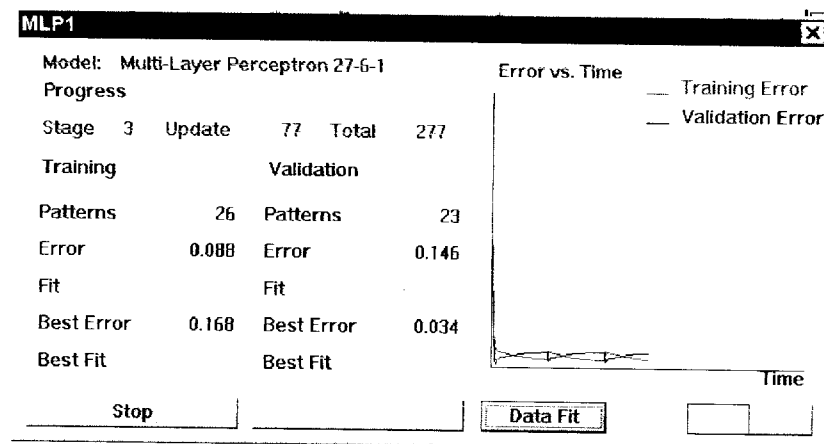 MLP1
Model: Multi-Layer Perceptron 27-6-1
Progress
Stage 3 Update 77 Total 277
Training Validation
Patterns 26 Patterns 23
Error 0.088 Error 0.146
Fit Fit
Best Error 0.168 Best Error 0.034
Best Fit Best Fit
Error vs. Time
Training Error
Validation Error
Time
Stop
Data Fit